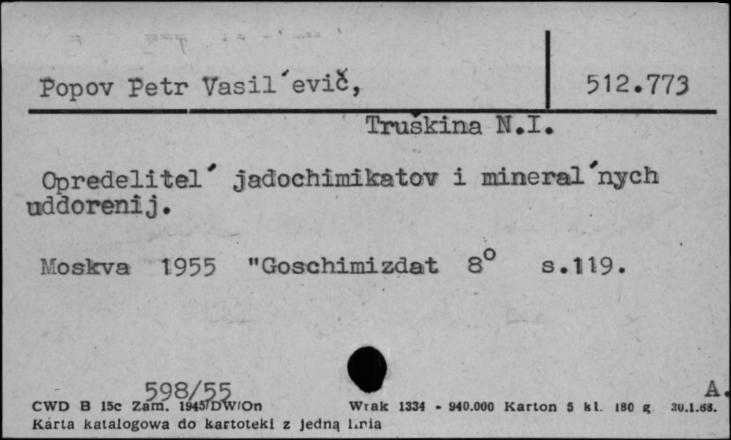 Popov Petr Vasil´evič, 512.773
Truškina N.I.
Opredelitel´ jadochimikatov i mineral´nych
uddorenij.
Moskva 1955 "Goschimizdat 8° s.119.
598/55 A.
CWD B 15c Zam. 1945/DW/On Wrak 1334 - 940.000 Karton 5 kl. 180 g. 30.1.68.
Karta katalogowa do kartoteki z jedną linią